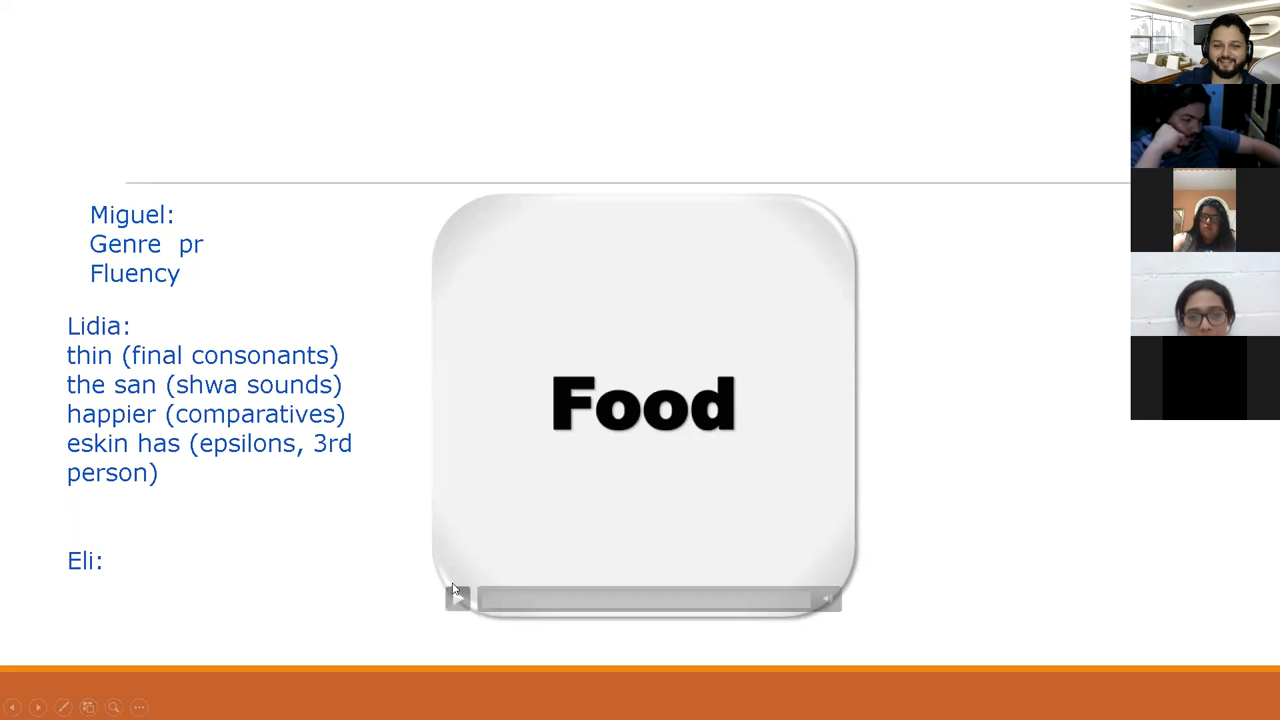 Miguel:
Genre pr
Fluency
Lidia:
thin (final consonants)
the san (shwa sounds)
happier (comparatives)
eskin has (epsilons, 3rd
person)
Eli:
Food